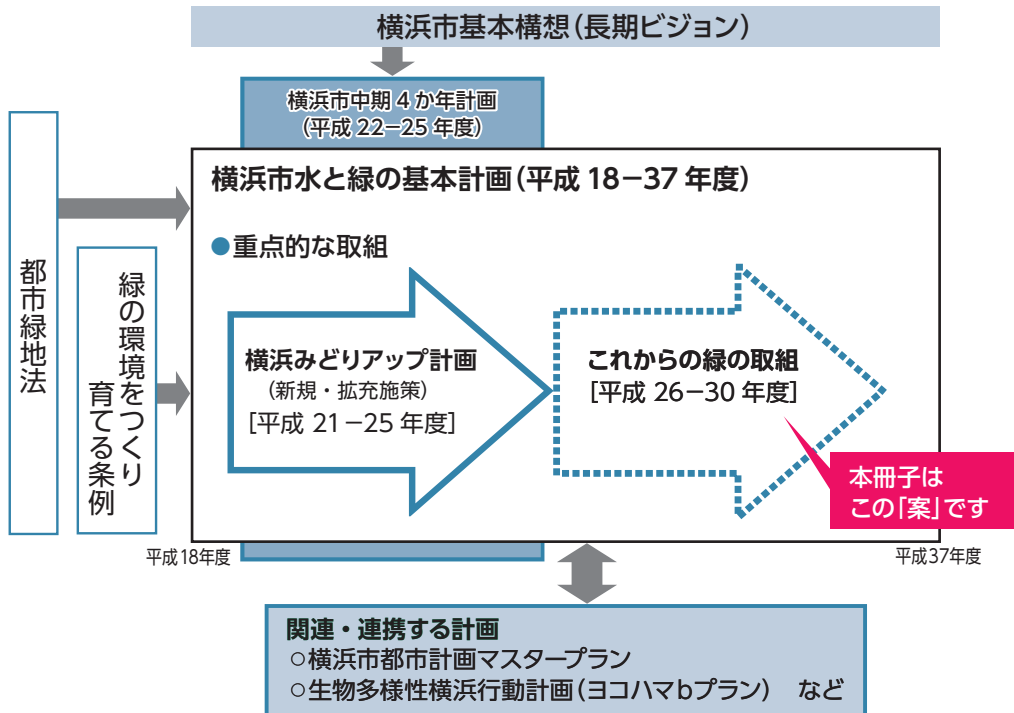 横浜市基本構想(長期ビジョン)
横浜市中期4か年計画
(平成 22-25 年度)
都市緑地法
緑の環境をつくり
育てる条例
横浜市水と緑の基本計画(平成 18-37 年度)
●重点的な取組
横浜みどりアップ計画
(新規・拡充施策)
[平成 21-25 年度]
これからの緑の取組
[平成 26-30 年度]
本冊子は
この「案」です
平成18年度
平成37年度
関連・連携する計画
○横浜市都市計画マスタープラン
○生物多様性横浜行動計画(ヨコハマbプラン) など